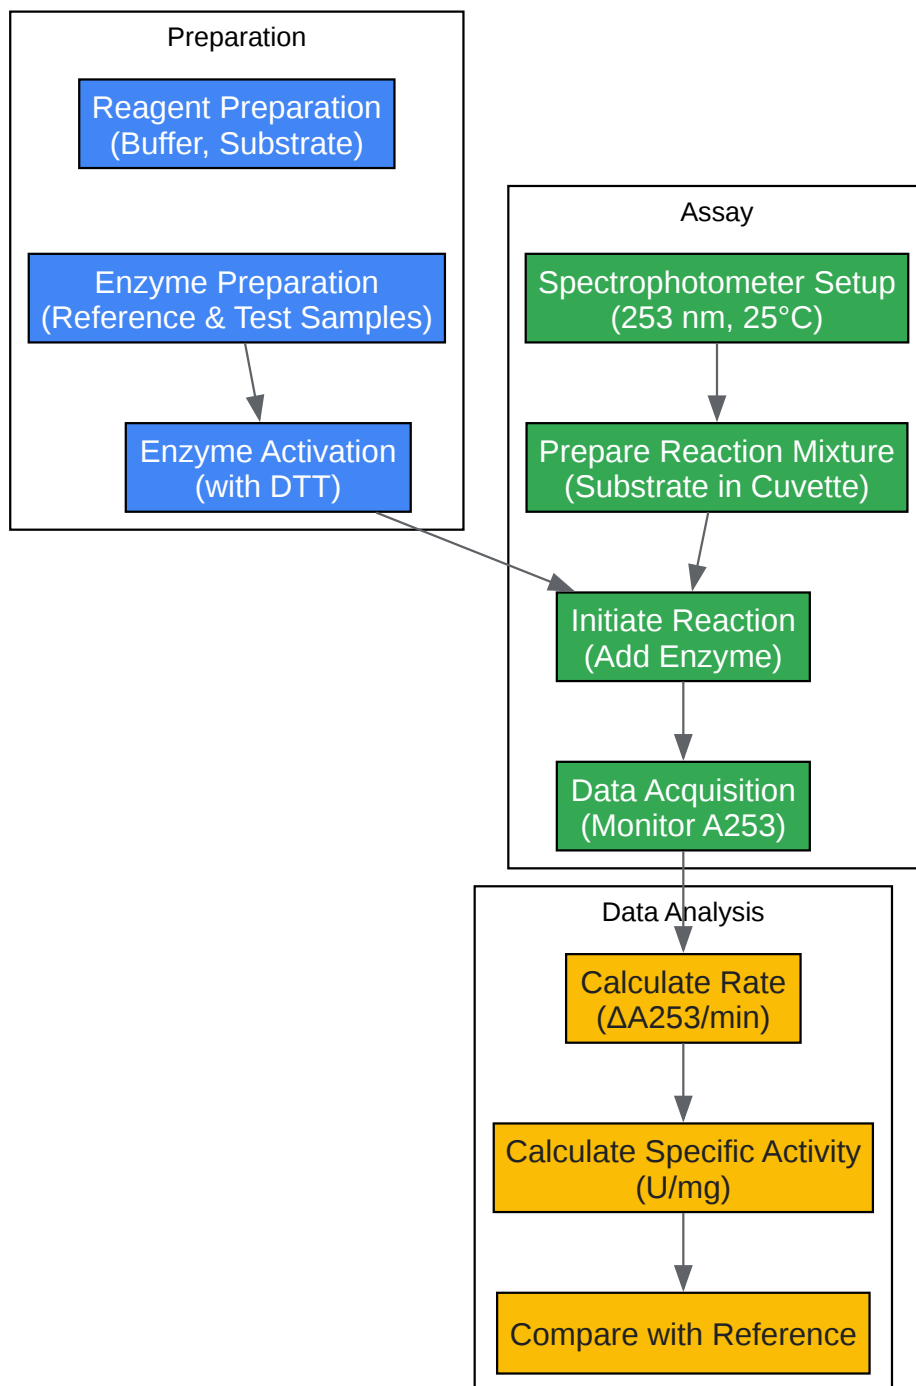 Preparation
Reagent Preparation
(Buffer, Substrate)
Enzyme Preparation
(Reference & Test Samples)
Enzyme Activation
(with DTT)
Assay
Spectrophotometer Setup
(253 nm, 25°C)
Prepare Reaction Mixture
(Substrate in Cuvette)
Initiate Reaction
(Add Enzyme)
Data Acquisition
(Monitor A253)
Data Analysis
Calculate Rate
(ΔA253/min)
Calculate Specific Activity
(U/mg)
Compare with Reference